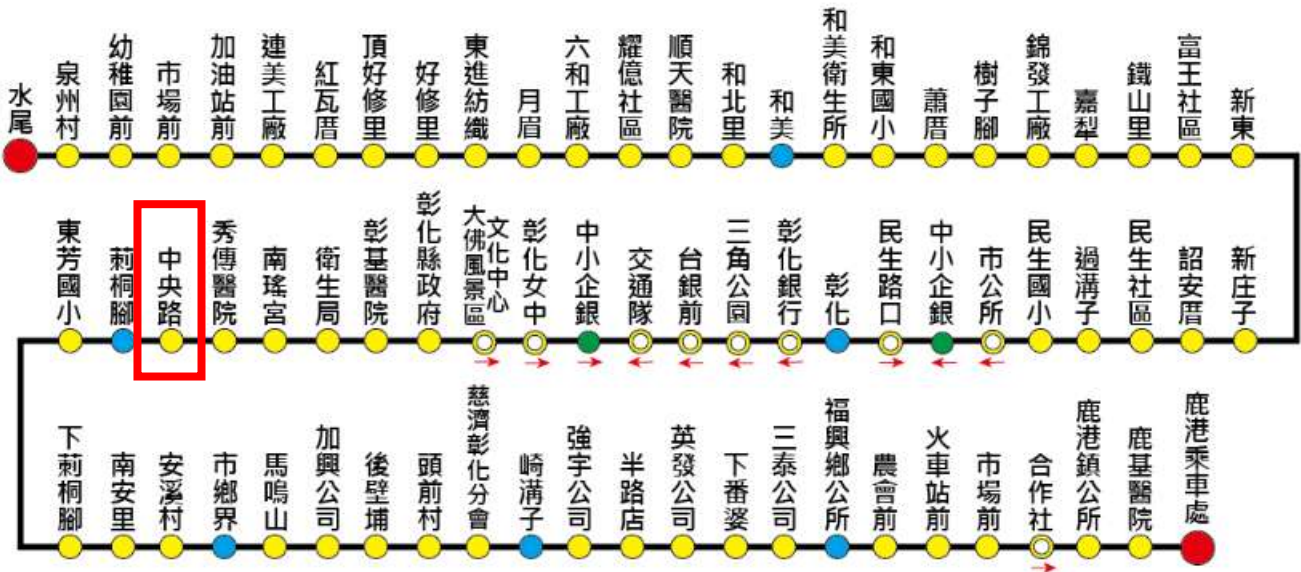 水尾
泉州村
幼稚園前
市場前
加油站前
連美工廠
紅瓦厝
頂好修里
好修里
東進紡織
月眉
六和工廠
耀億社區
順天醫院
和北里
和美
和美衛生所
和東國小
蕭厝
樹子腳
錦發工廠
嘉犁
鐵山里
富王社區
新東
東芳國小
莿桐腳
中央路
秀傳醫院
南瑤宮
衛生局
彰基醫院
彰化縣政府
大佛風景區
文化中心
彰化女中
中小企銀
交通隊
台銀前
三角公園
彰化銀行
彰化
民生路口
中小企銀
市公所
民生國小
過溝子
民生社區
詔安厝
新庄子
下莿桐腳
南安里
安溪村
市鄉界
馬鳴山
加興公司
後壁埔
頭前村
慈濟彰化分會
崎溝子
強宇公司
半路店
英發公司
下番婆
三泰公司
福興鄉公所
農會前
火車站前
市場前
合作社
鹿港鎮公所
鹿基醫院
鹿港乘車處